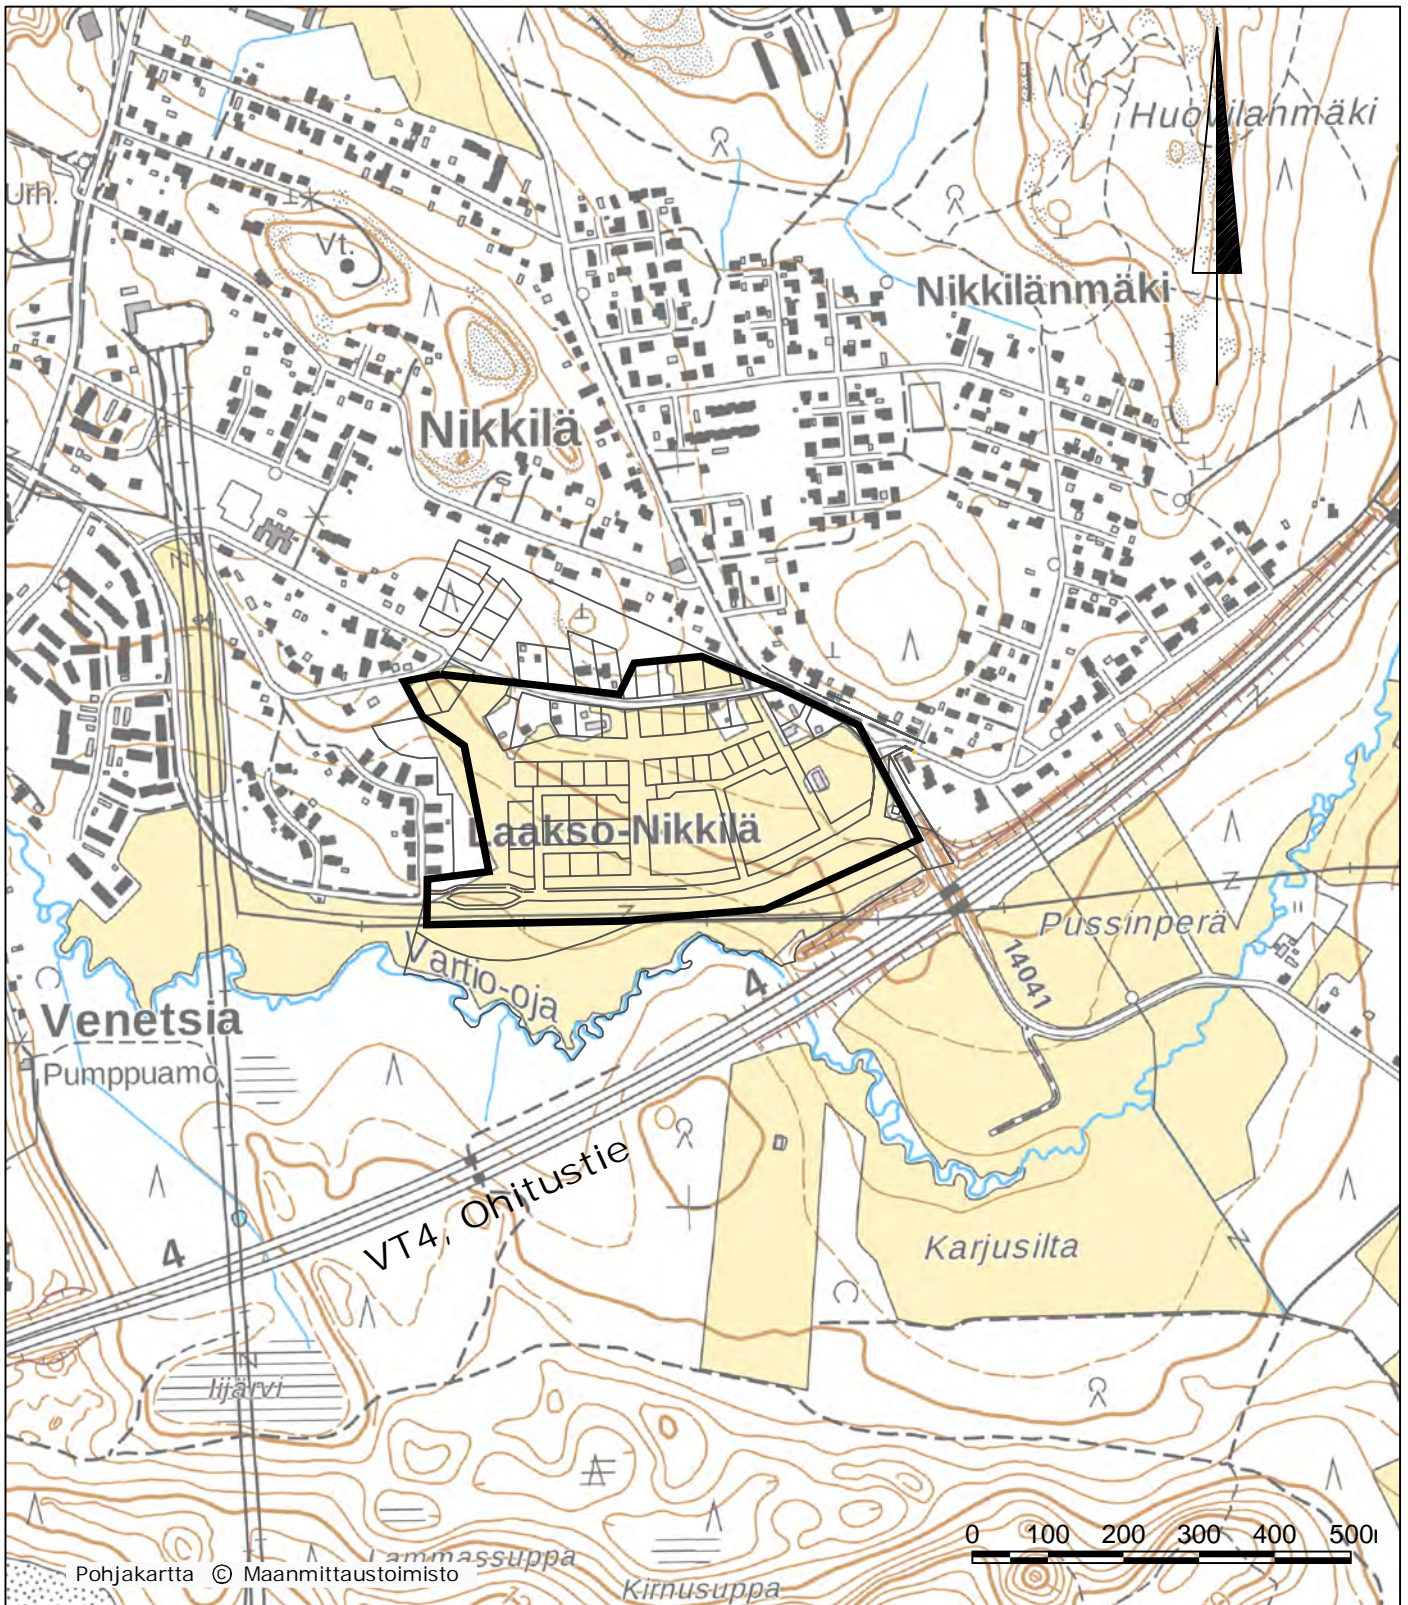 Huovilanmäki
Urh.
Vt.
Nikkilänmäki
Nikkilä
Laakso-Nikkilä
Pussinperä
14041
Vartio-oja
4
Venetsia
Pumppuamo
VT4, Ohitustie
4
Karjusilta
Iijärvi
0 100 200 300 400 500
Lammassuppa
Pohjakartta © Maanmittaustoimisto
Kirnusuppa